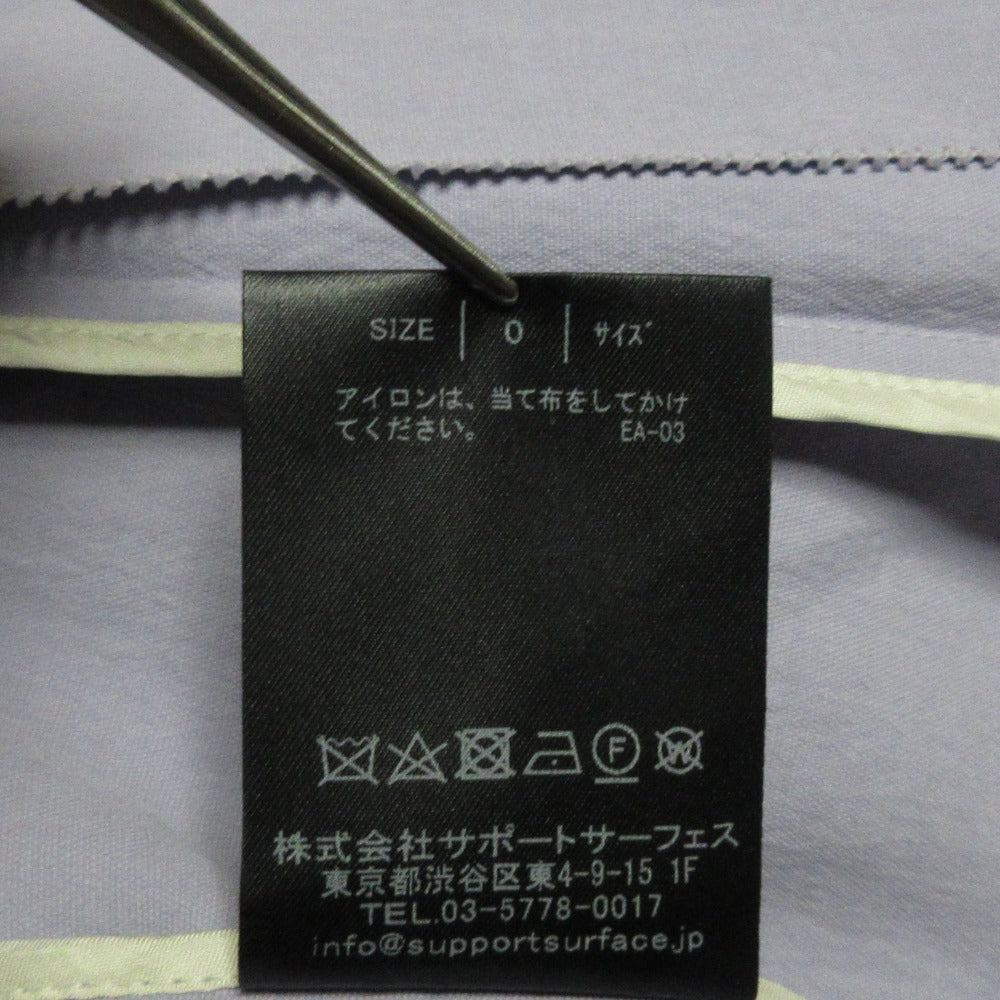 SIZE | 0 | サイズ
アイロンは、当て布をしてかけ
てください。 EA-03
F W
株式会社サポートサーフェス
東京都渋谷区東4-9-15 1F
TEL.03-5778-0017
info@supportsurface.jp